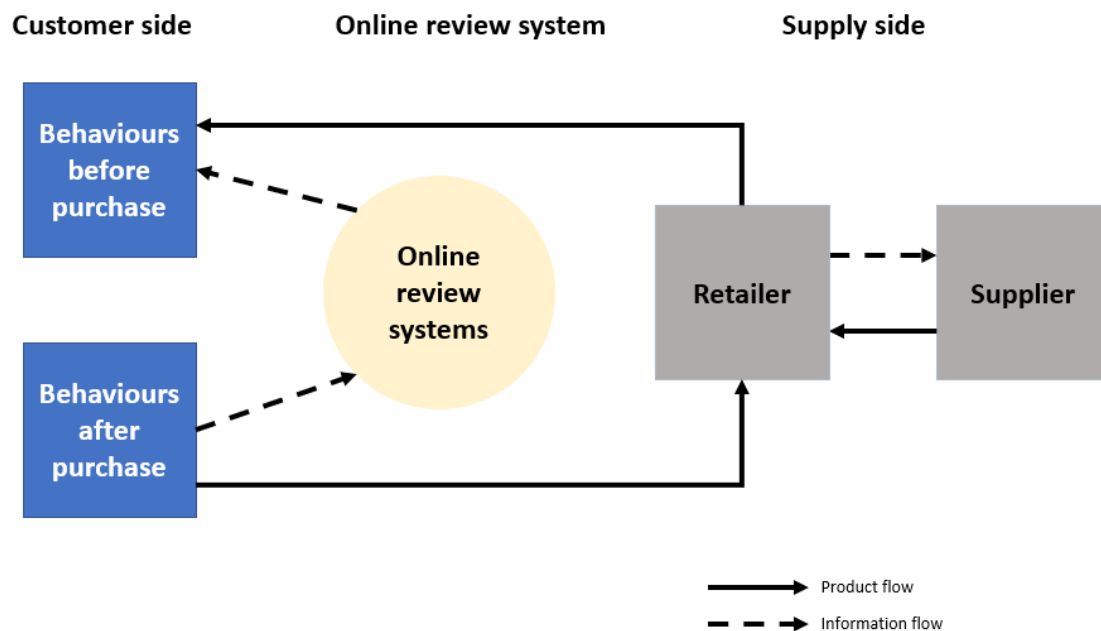 Customer side
Online review system
Supply side
Behaviours
before
purchase
Online
review
systems
Retailer
Supplier
Behaviours
after
purchase
Product flow
Information flow